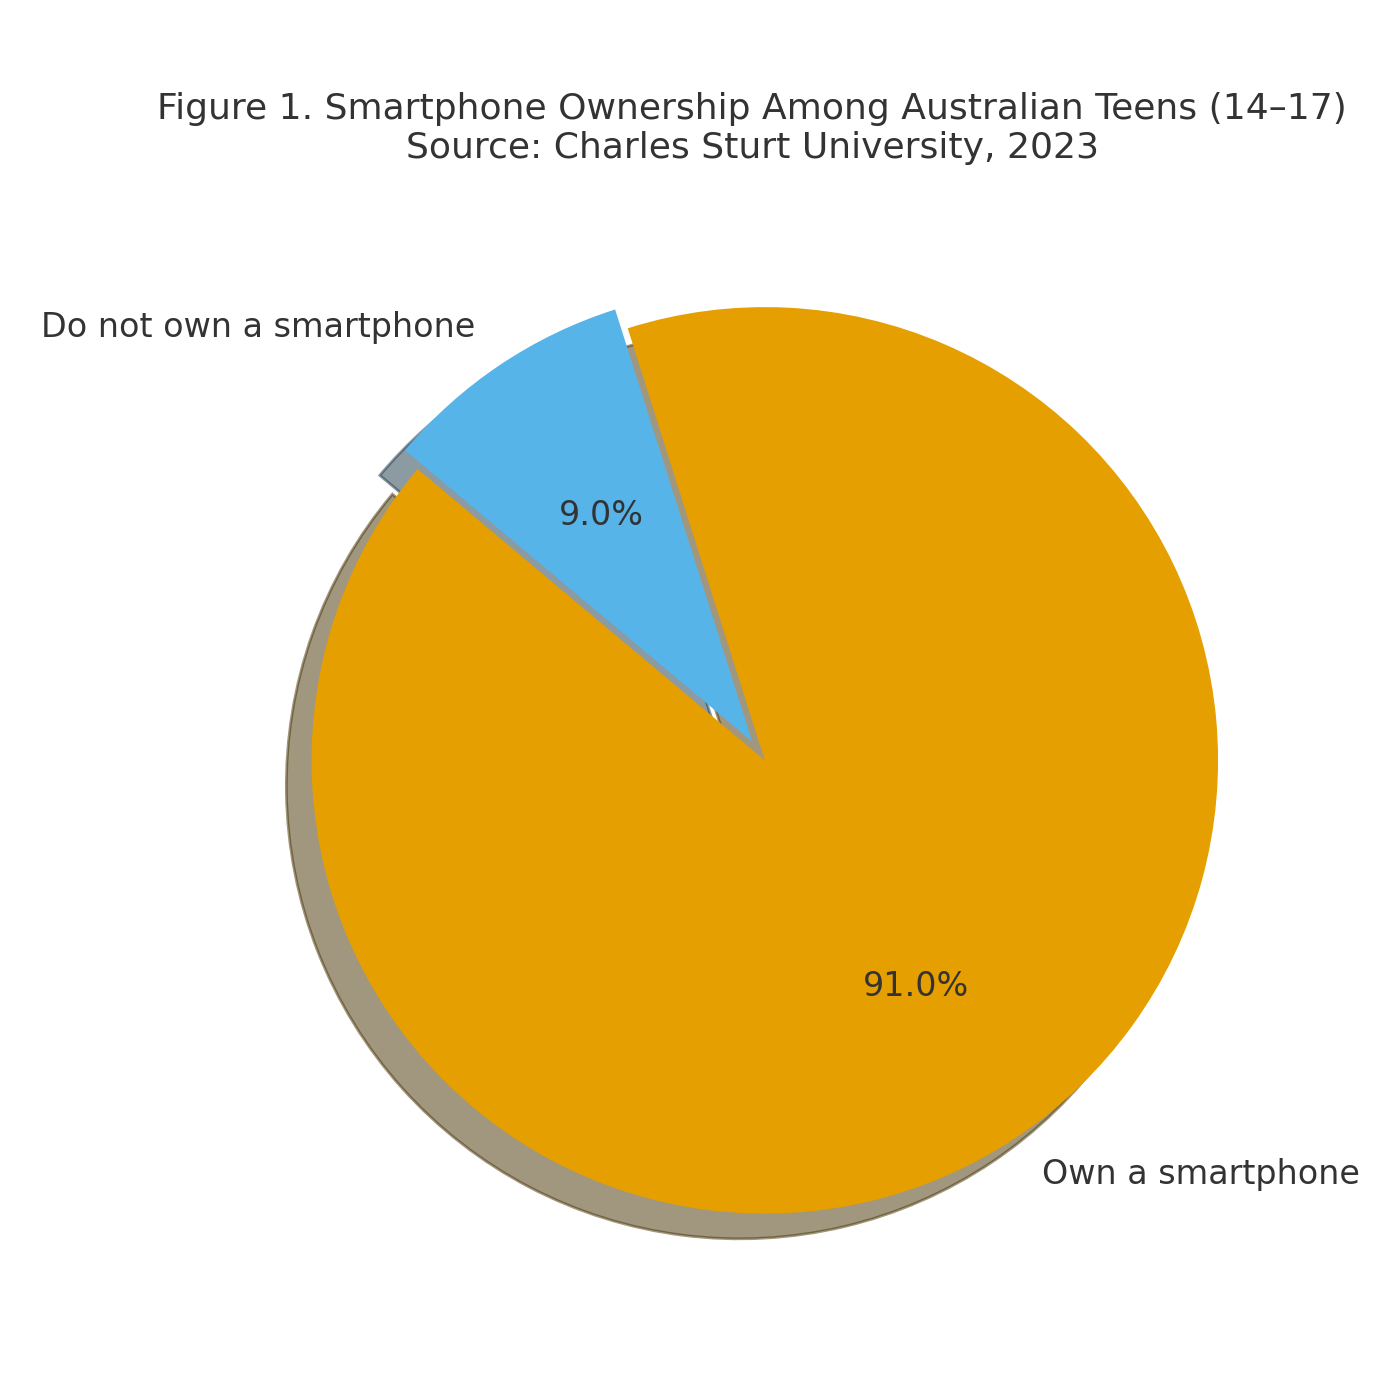 Figure 1. Smartphone Ownership Among Australian Teens (14–17)
Source: Charles Sturt University, 2023
Do not own a smartphone
9.0%
91.0%
Own a smartphone